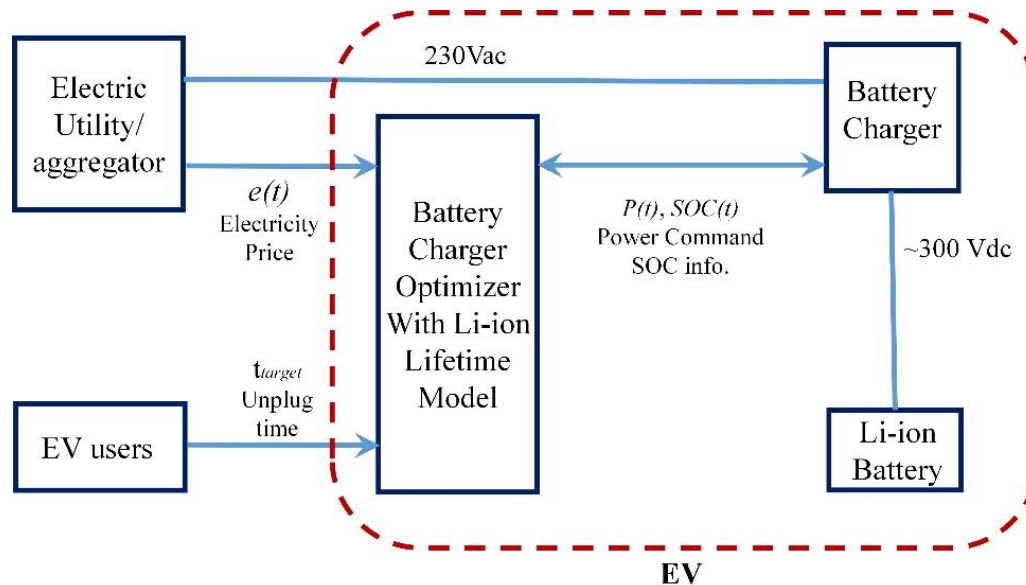 230Vac
Electric
Utility/
aggregator
Battery
Charger
e(t)
Electricity
Price
Battery
Charger
Optimizer
With Li-ion
Lifetime
Model
P(t), SOC(t)
Power Command
SOC info.
~300 Vdc
t_target
Unplug
time
EV users
Li-ion
Battery
EV